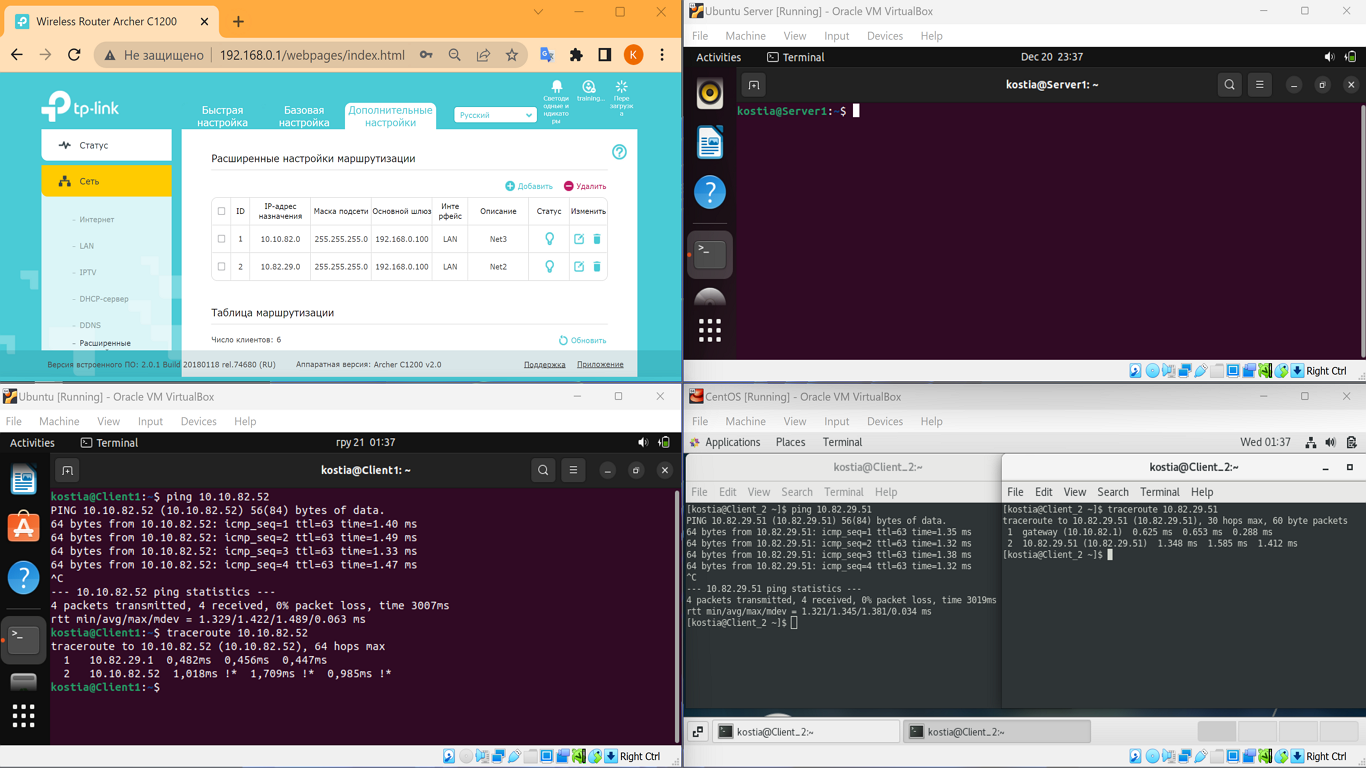 Wireless Router Archer C1200
Не защищено 192.168.0.1/webpages/index.html
K
tp-link
Быстрая настройка
Базовая настройка
Дополнительные настройки
Русский
Светоди одные и ндикато ры
training...
Пере загрузк а
Статус
Сеть
- Интернет
- LAN
- IPTV
- DHCP-сервер
- DDNS
- Расширенные
Расширенные настройки маршрутизации
Добавить Удалить
ID IP-адрес назначения Маска подсети Основной шлюз Инте рфейс Описание Статус Изменить
1 10.10.82.0 255.255.255.0 192.168.0.100 LAN Net3
2 10.82.29.0 255.255.255.0 192.168.0.100 LAN Net2
Таблица маршрутизации
Число клиентов: 6 Обновить
Версия встроенного ПО: 2.0.1 Build 20180118 rel.74680 (RU) Аппаратная версия: Archer C1200 v2.0 Поддержка Приложение
Ubuntu Server [Running] - Oracle VM VirtualBox
File Machine View Input Devices Help
Activities Terminal Dec 20 23:37
kostia@Server1: ~
kostia@Server1:~$
Right Ctrl
Ubuntu [Running] - Oracle VM VirtualBox
File Machine View Input Devices Help
Activities Terminal гру 21 01:37
kostia@Client1: ~
kostia@Client1:~$ ping 10.10.82.52
PING 10.10.82.52 (10.10.82.52) 56(84) bytes of data.
64 bytes from 10.10.82.52: icmp_seq=1 ttl=63 time=1.40 ms
64 bytes from 10.10.82.52: icmp_seq=2 ttl=63 time=1.49 ms
64 bytes from 10.10.82.52: icmp_seq=3 ttl=63 time=1.33 ms
64 bytes from 10.10.82.52: icmp_seq=4 ttl=63 time=1.47 ms
^C
--- 10.10.82.52 ping statistics ---
4 packets transmitted, 4 received, 0% packet loss, time 3007ms
rtt min/avg/max/mdev = 1.329/1.422/1.489/0.063 ms
kostia@Client1:~$ traceroute 10.10.82.52
traceroute to 10.10.82.52 (10.10.82.52), 64 hops max
1 10.82.29.1 0,482ms 0,456ms 0,447ms
2 10.10.82.52 1,018ms !* 1,709ms !* 0,985ms !*
kostia@Client1:~$
Right Ctrl
CentOS [Running] - Oracle VM VirtualBox
File Machine View Input Devices Help
Applications Places Terminal Wed 01:37
kostia@Client_2:~
File Edit View Search Terminal Help
[kostia@Client_2 ~]$ ping 10.82.29.51
PING 10.82.29.51 (10.82.29.51) 56(84) bytes of data.
64 bytes from 10.82.29.51: icmp_seq=1 ttl=63 time=1.35 ms
64 bytes from 10.82.29.51: icmp_seq=2 ttl=63 time=1.32 ms
64 bytes from 10.82.29.51: icmp_seq=3 ttl=63 time=1.38 ms
64 bytes from 10.82.29.51: icmp_seq=4 ttl=63 time=1.32 ms
^C
--- 10.82.29.51 ping statistics ---
4 packets transmitted, 4 received, 0% packet loss, time 3019ms
rtt min/avg/max/mdev = 1.321/1.345/1.381/0.034 ms
[kostia@Client_2 ~]$
kostia@Client_2:~
File Edit View Search Terminal Help
[kostia@Client_2 ~]$ traceroute 10.82.29.51
traceroute to 10.82.29.51 (10.82.29.51), 30 hops max, 60 byte packets
1 gateway (10.10.82.1) 0.625 ms 0.653 ms 0.288 ms
2 10.82.29.51 (10.82.29.51) 1.348 ms 1.585 ms 1.412 ms
[kostia@Client_2 ~]$
kostia@Client_2:~ kostia@Client_2:~
Right Ctrl